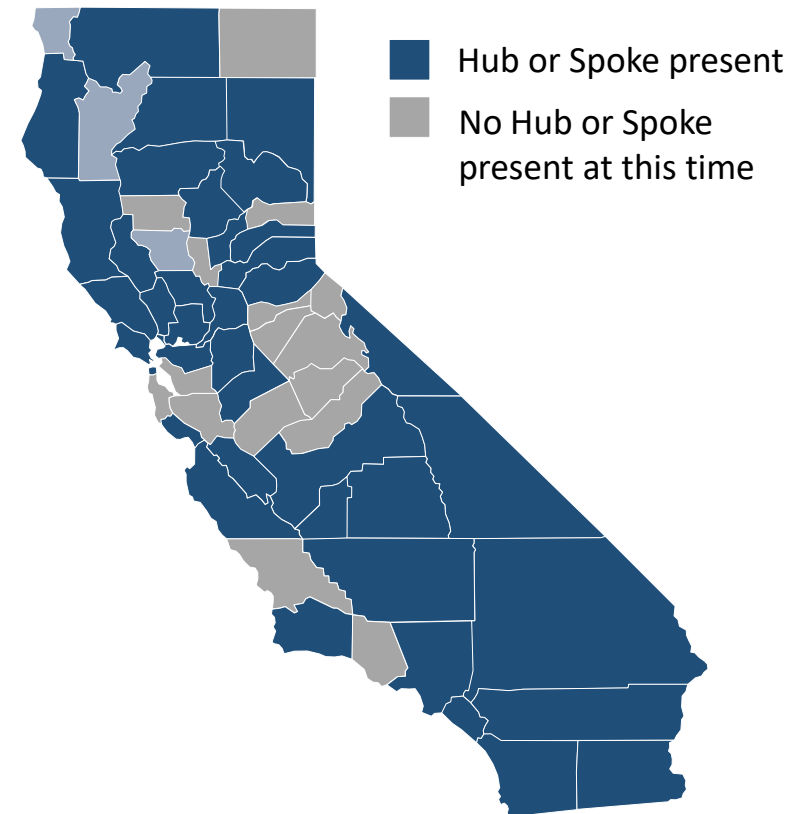 Hub or Spoke present
No Hub or Spoke
present at this time